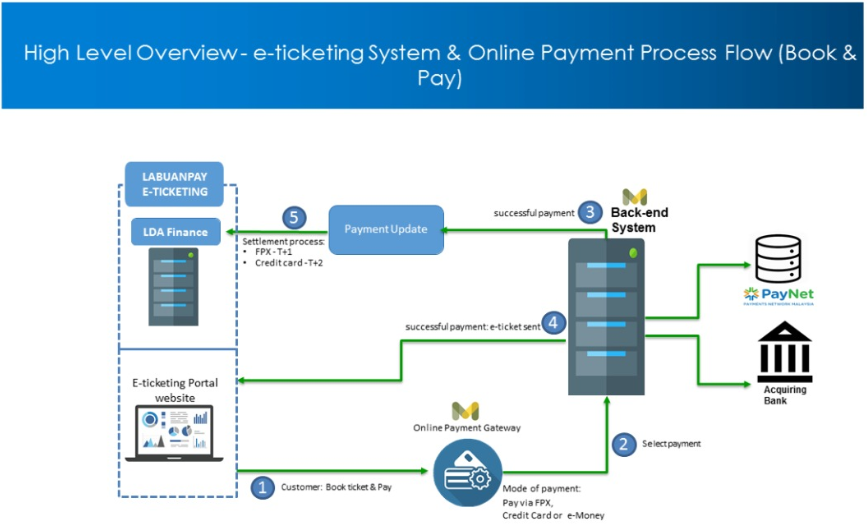 High Level Overview - e-ticketing System & Online Payment Process Flow (Book &
Pay)
LABUANPAY
E-TICKETING
LDA Finance
5
Settlement process:
• FPX - T+1
• Credit card -T+2
Payment Update
successful payment
3
Back-end
System
PayNet
PAYMENTS NETWORK MALAYSIA
successful payment: e-ticket sent
4
Acquiring
Bank
E-ticketing Portal
website
Online Payment Gateway
2
Select payment
1
Customer: Book ticket & Pay
Mode of payment:
Pay via FPX,
Credit Card or e-Money